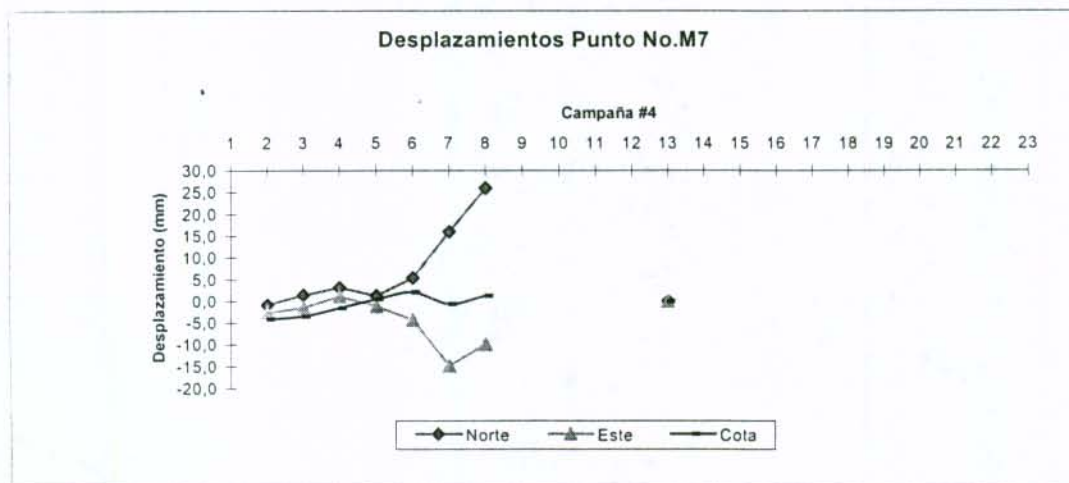 Desplazamientos Punto No.M7
Campaña #4
1 2 3 4 5 6 7 8 9 10 11 12 13 14 15 16 17 18 19 20 21 22 23
30,0
25,0
20,0
15,0
10,0
5,0
0,0
-5,0
-10,0
-15,0
-20,0
Desplazamiento (mm)
Norte Este Cota